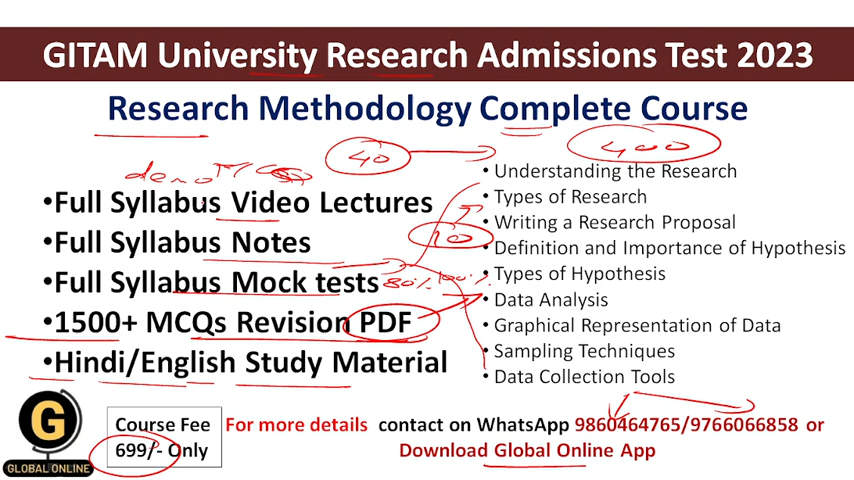 GITAM University Research Admissions Test 2023
Research Methodology Complete Course
40
400
demo
•Full Syllabus Video Lectures
•Full Syllabus Notes
10
•Full Syllabus Mock tests
80% 100%
•1500+ MCQs Revision PDF
•Hindi/English Study Material
• Understanding the Research
• Types of Research
• Writing a Research Proposal
• Definition and Importance of Hypothesis
• Types of Hypothesis
• Data Analysis
• Graphical Representation of Data
• Sampling Techniques
• Data Collection Tools
G
GLOBAL ONLINE
Course Fee
699/- Only
For more details contact on WhatsApp 9860464765/9766066858 or
Download Global Online App